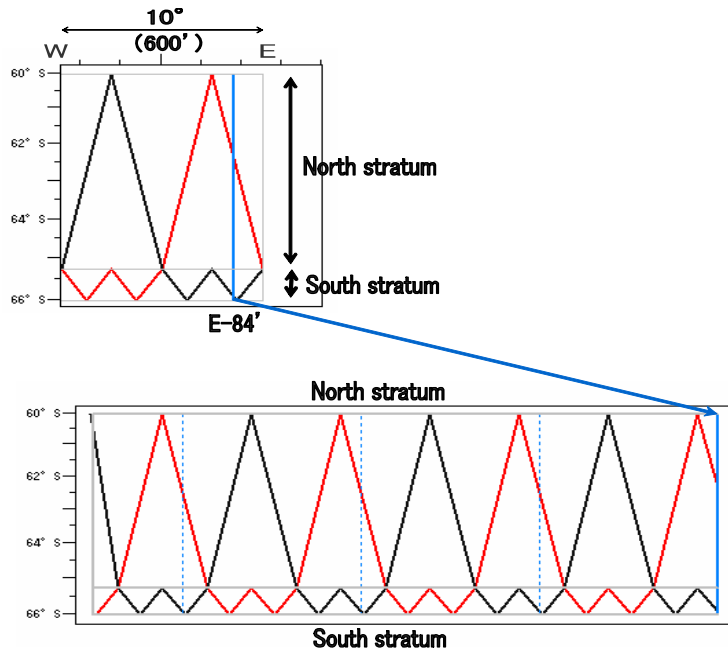 10°
(600')
W E
60° S
62° S
64° S
66° S
North stratum
South stratum
E-84'
North stratum
60° S
62° S
64° S
66° S
South stratum